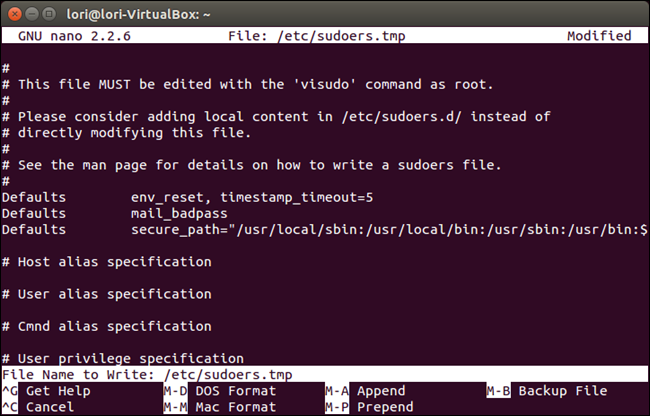 lori@lori-VirtualBox: ~
GNU nano 2.2.6 File: /etc/sudoers.tmp Modified
#
# This file MUST be edited with the 'visudo' command as root.
#
# Please consider adding local content in /etc/sudoers.d/ instead of
# directly modifying this file.
#
# See the man page for details on how to write a sudoers file.
#
Defaults env_reset, timestamp_timeout=5
Defaults mail_badpass
Defaults secure_path="/usr/local/sbin:/usr/local/bin:/usr/sbin:/usr/bin:$
# Host alias specification
# User alias specification
# Cmnd alias specification
# User privilege specification
File Name to Write: /etc/sudoers.tmp
^G Get Help M-D DOS Format M-A Append M-B Backup File
^C Cancel M-M Mac Format M-P Prepend